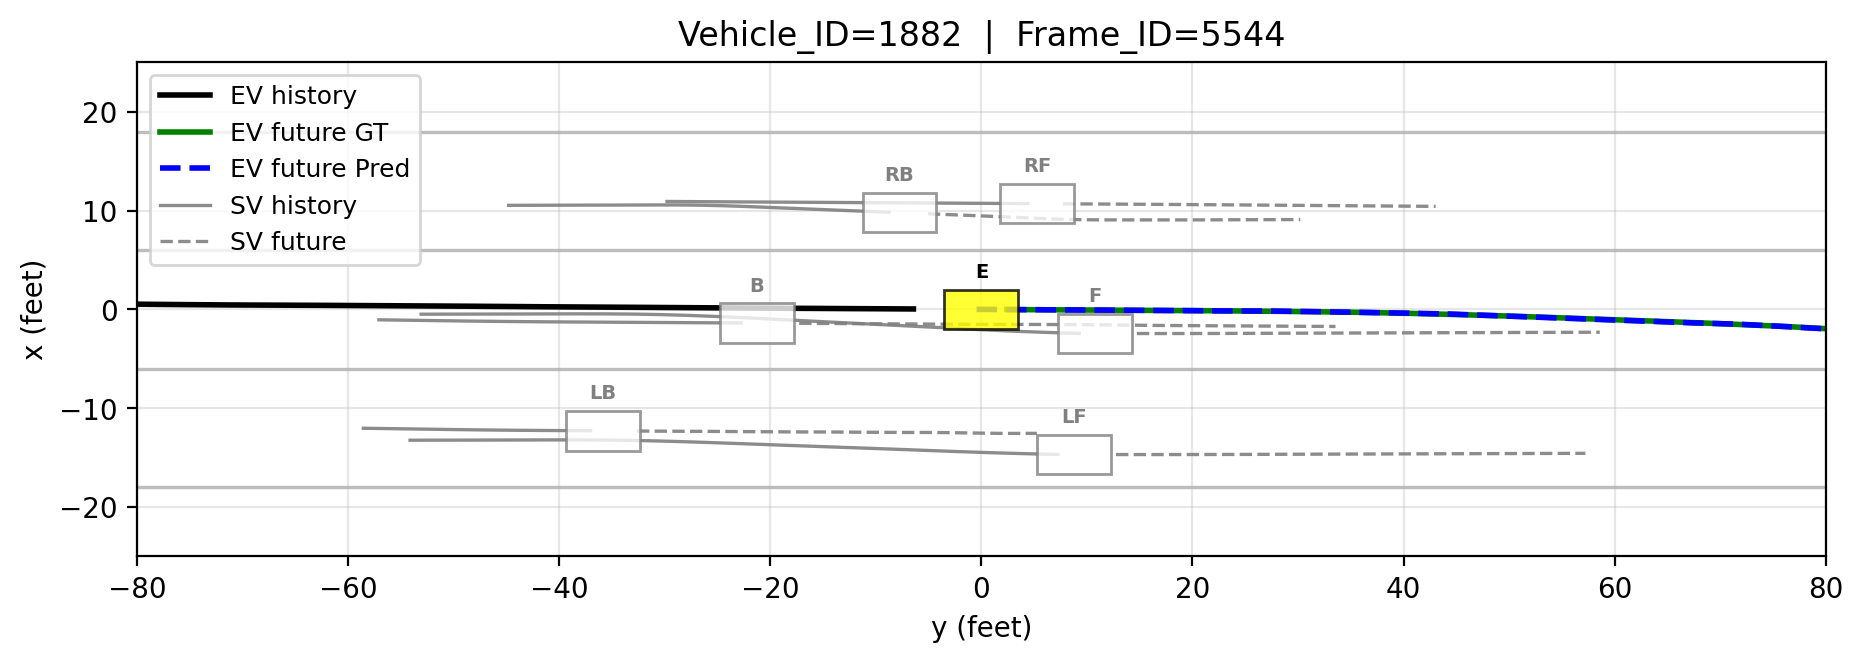 Vehicle_ID=1882 | Frame_ID=5544
EV history
EV future GT
EV future Pred
SV history
SV future
RB
RF
E
B
F
LB
LF
20
10
0
−10
−20
x (feet)
−80
−60
−40
−20
0
20
40
60
80
y (feet)